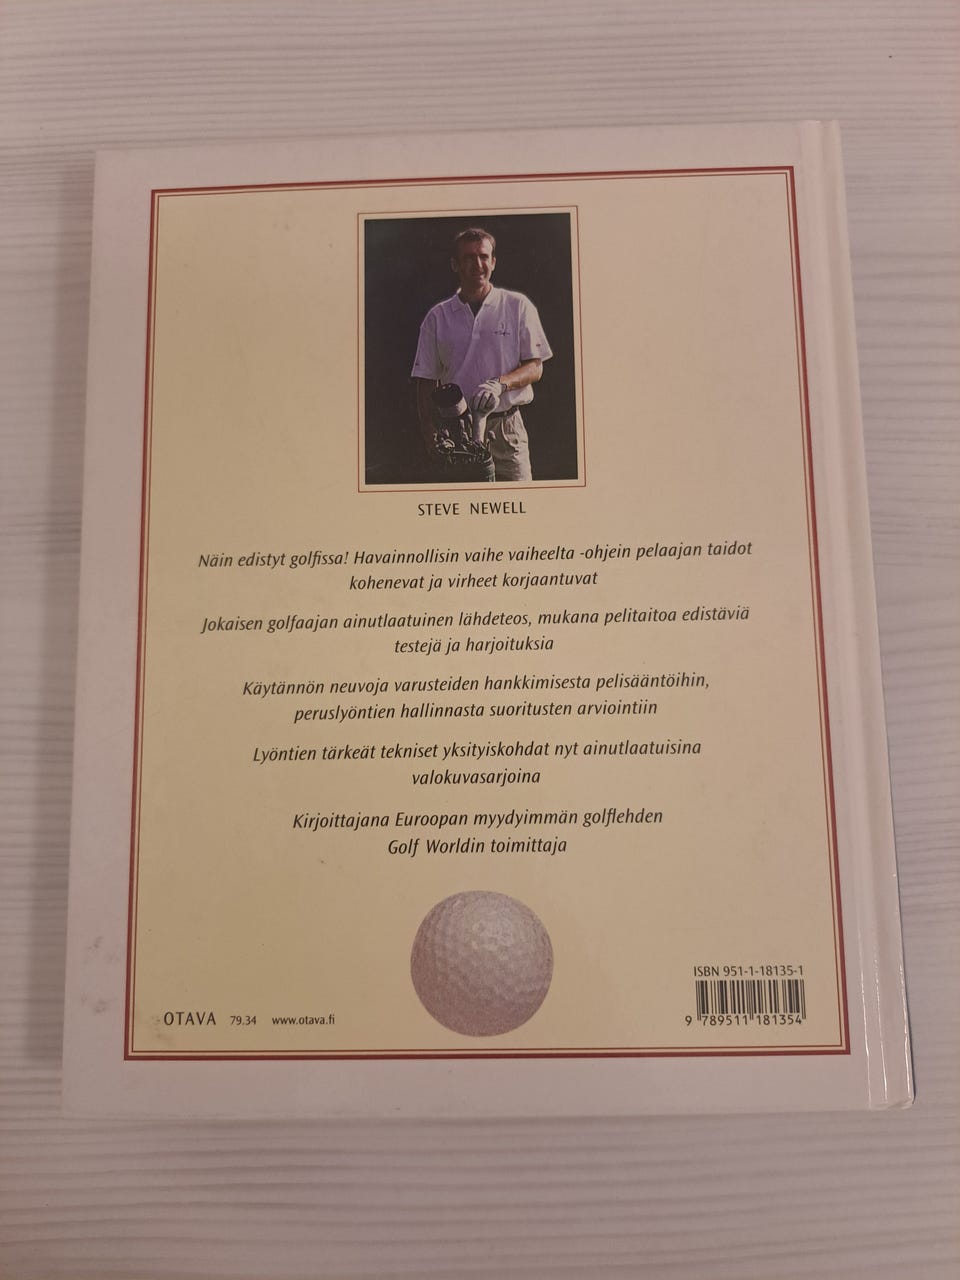 STEVE NEWELL
Näin edistyt golfissa! Havainnollisin vaihe vaiheelta -ohjein pelaajan taidot
kohenevat ja virheet korjaantuvat
Jokaisen golfaajan ainutlaatuinen lähdeteos, mukana pelitaitoa edistäviä
testejä ja harjoituksia
Käytännön neuvoja varusteiden hankkimisesta pelisääntöihin,
peruslyöntien hallinnasta suoritusten arviointiin
Lyöntien tärkeät tekniset yksityiskohdat nyt ainutlaatuisina
valokuvasarjoina
Kirjoittajana Euroopan myydyimmän golflehden
Golf Worldin toimittaja
ISBN 951-1-18135-1
9 789511 181354
OTAVA 79.34 www.otava.fi